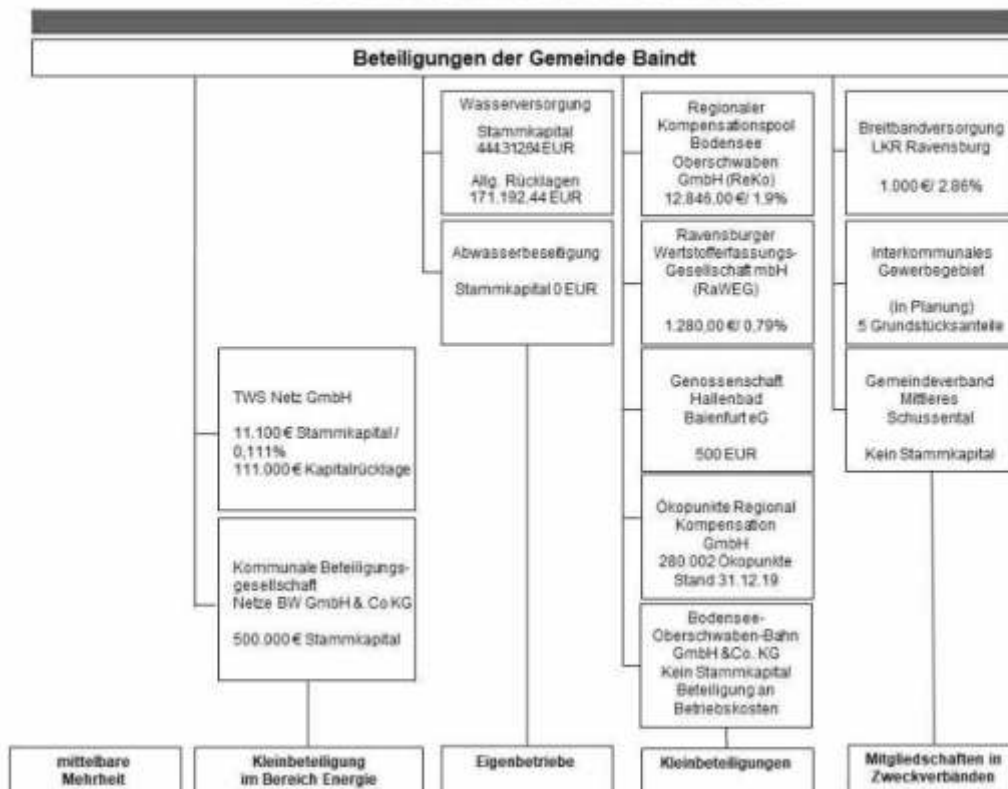 Beteiligungen der Gemeinde Baindt
Wasserversorgung
Stammkapital
444.312,64 EUR
Allg. Rücklagen
171.192,44 EUR
Abwasserbeseitigung
Stammkapital 0 EUR
Regionaler
Kompensationspool
Bodensee
Oberschwaben
GmbH (ReKo)
12.846,00 €/ 1.9%
Ravensburger
Wertstofferfassungs-
Gesellschaft mbH
(RaWEG)
1.280,00 €/ 0,79%
Genossenschaft
Hallenbad
Baienfurt eG
500 EUR
Ökopunkte Regional
Kompensation
GmbH
280 002 Ökopunkte
Stand 31.12.19
Bodensee-
Oberschwaben-Bahn
GmbH &Co. KG
Kein Stammkapital
Beteiligung an
Betriebskosten
Breitbandversorgung
LKR Ravensburg
1.000 €/ 2.86%
Interkommunales
Gewerbegebiet
(in Planung)
5 Grundstücksanteile
Gemeindeverband
Mittleres
Schussental
Kein Stammkapital
TWS Netz GmbH
11.100 € Stammkapital /
0,111%
111.000 € Kapitalrücklage
Kommunale Beteiligungs-
gesellschaft
Netze BW GmbH & Co KG
500.000 € Stammkapital
mittelbare
Mehrheit
Kleinbeteiligung
im Bereich Energie
Eigenbetriebe
Kleinbeteiligungen
Mitgliedschaften in
Zweckverbänden